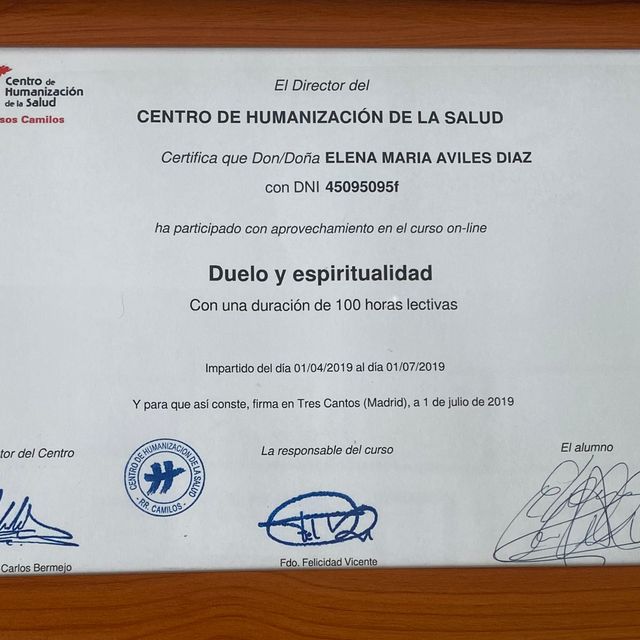 Centro de
Humanización
de la Salud
sos Camilos
El Director del
CENTRO DE HUMANIZACIÓN DE LA SALUD
Certifica que Don/Doña ELENA MARIA AVILES DIAZ
con DNI 45095095f
ha participado con aprovechamiento en el curso on-line
Duelo y espiritualidad
Con una duración de 100 horas lectivas
Impartido del día 01/04/2019 al día 01/07/2019
Y para que así conste, firma en Tres Cantos (Madrid), a 1 de julio de 2019
tor del Centro
CENTRO DE HUMANIZACION DE LA SALUD
- RR. CAMILOS -
La responsable del curso
El alumno
Carlos Bermejo
Fdo. Felicidad Vicente